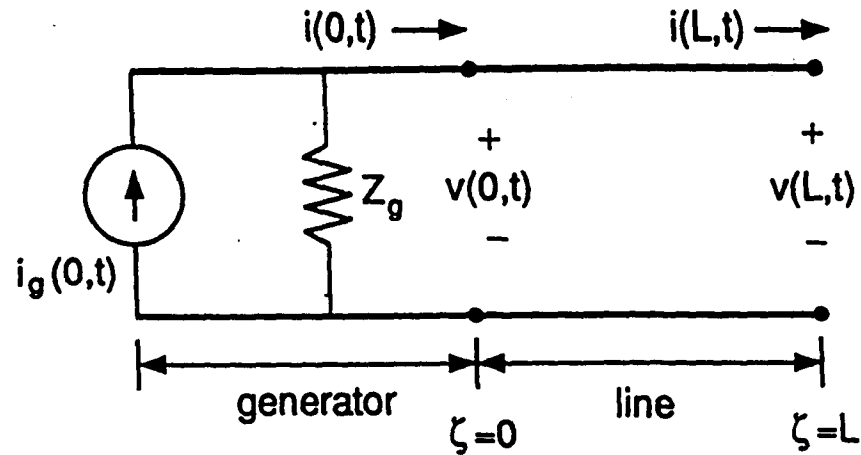 i(0,t)
i(L,t)
+
+
Z_g
v(0,t)
v(L,t)
−
−
i_g(0,t)
generator
line
ζ=0
ζ=L